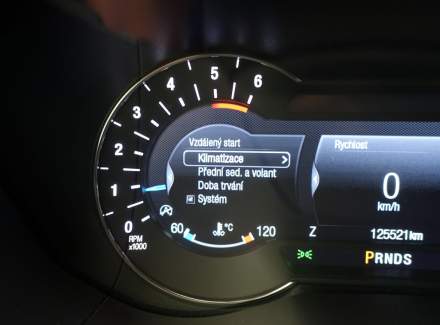 0
1
2
3
4
5
6
RPM
x1000
Vzdálený start
Klimatizace
Přední sed. a volant
Doba trvání
Systém
60 °C 120
Rychlost
0
km/h
Z 125521km
PRNDS